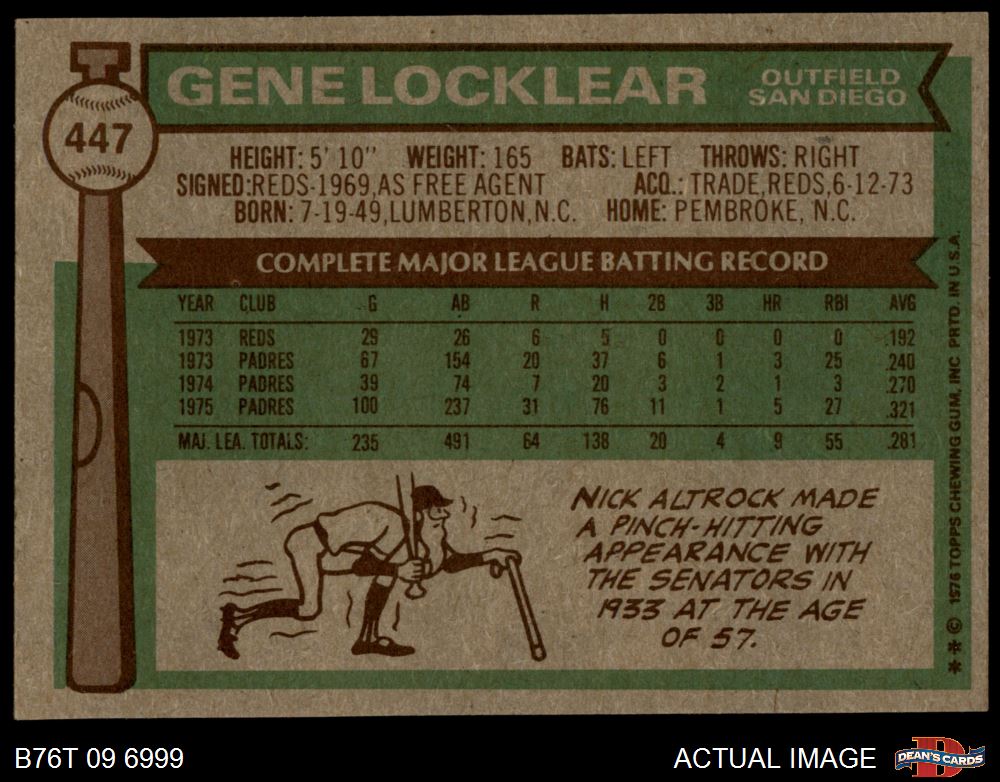 GENE LOCKLEAR
OUTFIELD
SAN DIEGO
447
HEIGHT: 5' 10" WEIGHT: 165 BATS: LEFT THROWS: RIGHT
SIGNED:REDS-1969,AS FREE AGENT ACQ.: TRADE,REDS,6-12-73
BORN: 7-19-49,LUMBERTON,N.C. HOME: PEMBROKE, N.C.
COMPLETE MAJOR LEAGUE BATTING RECORD
YEAR CLUB G AB R H 2B 3B HR RBI AVG
1973 REDS 29 26 6 5 0 0 0 0 .192
1973 PADRES 67 154 20 37 6 1 3 25 .240
1974 PADRES 39 74 7 20 3 2 1 3 .270
1975 PADRES 100 237 31 76 11 1 5 27 .321
MAJ. LEA. TOTALS: 235 491 64 138 20 4 9 55 .281
NICK ALTROCK MADE
A PINCH-HITTING
APPEARANCE WITH
THE SENATORS IN
1933 AT THE AGE
OF 57.
** © 1976 TOPPS CHEWING GUM, INC. PRTD. IN U.S.A.
B76T 09 6999
ACTUAL IMAGE
D
DEAN'S CARDS